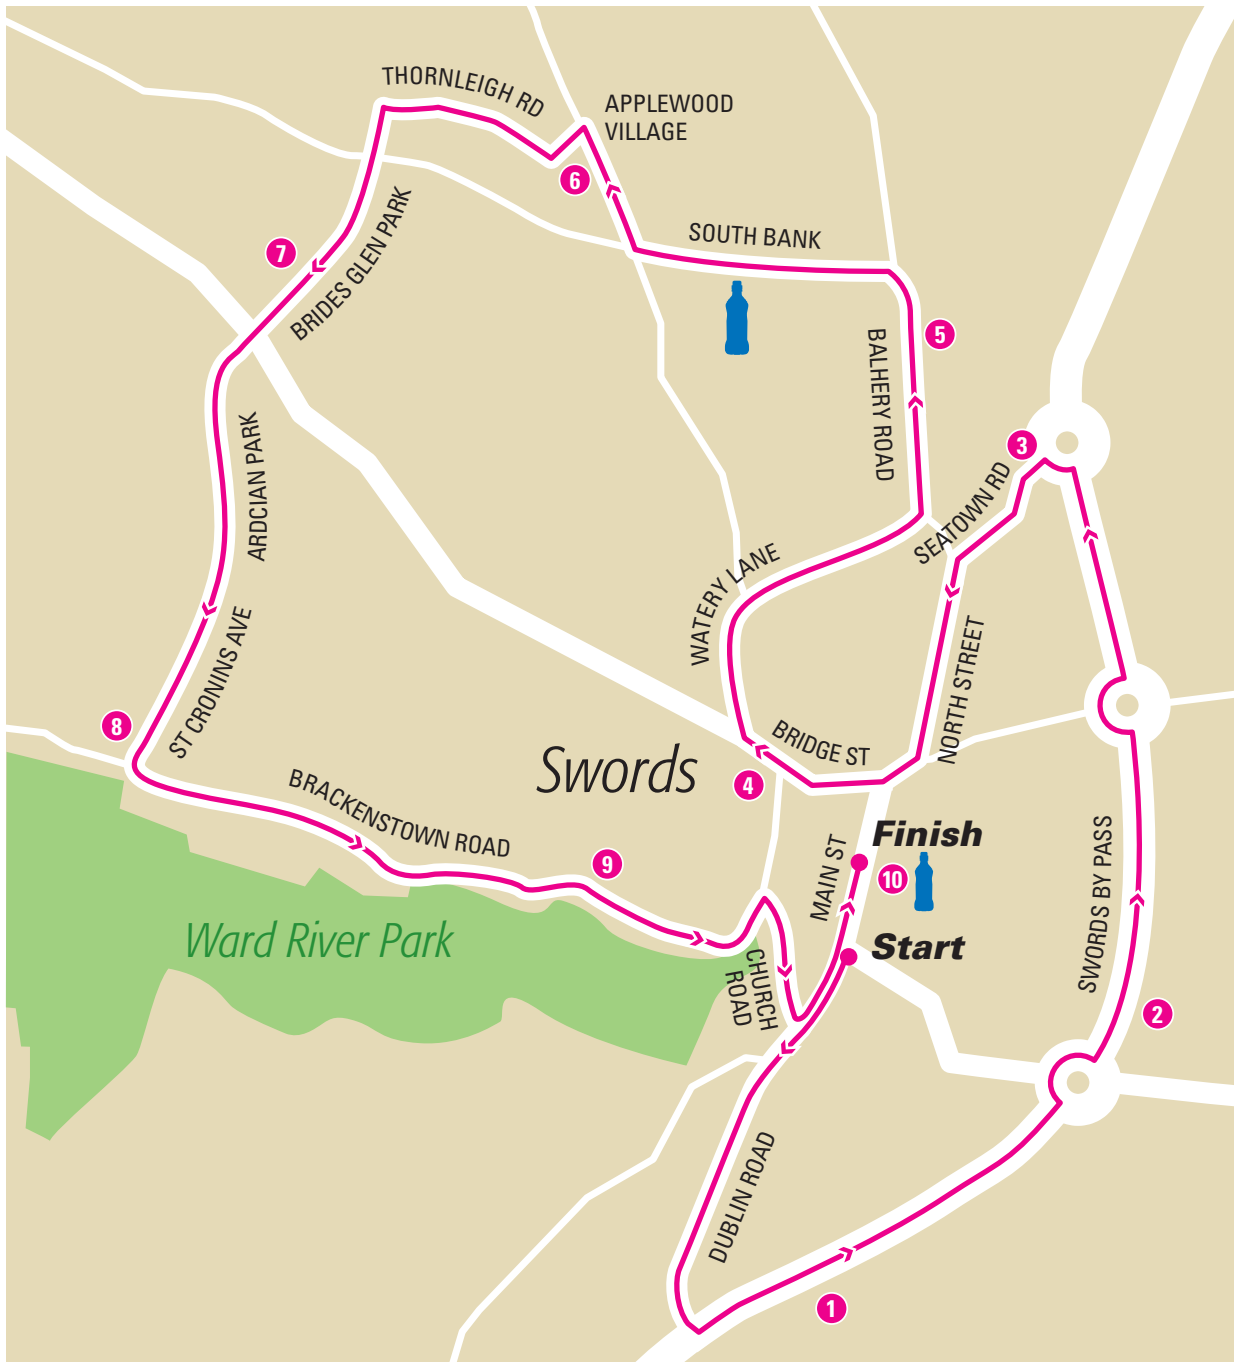 THORNLEIGH RD
APPLEWOOD
VILLAGE
6
SOUTH BANK
7
BRIDES GLEN PARK
5
BALHERY ROAD
ARDCIAN PARK
3
SEATOWN RD
WATERY LANE
ST CRONINS AVE
NORTH STREET
8
BRIDGE ST
Swords
4
BRACKENSTOWN ROAD
9
Finish
10
MAIN ST
SWORDS BY PASS
Ward River Park
Start
CHURCH
ROAD
2
DUBLIN ROAD
1